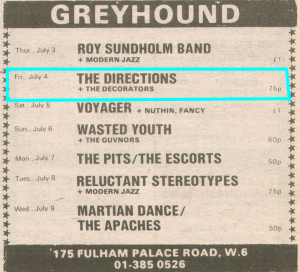 GREYHOUND
Thur., July 3 ROY SUNDHOLM BAND
+ MODERN JAZZ £1
Fri., July 4 THE DIRECTIONS
+ THE DECORATORS 75p
Sat., July 5 VOYAGER + NUTHIN, FANCY £1
Sun., July 6 WASTED YOUTH
+ THE GUVNORS 60p
Mon., July 7 THE PITS/THE ESCORTS 50p
Tues., July 8 RELUCTANT STEREOTYPES
+ MODERN JAZZ 75p
Wed., July 9 MARTIAN DANCE/
THE APACHES 50p
175 FULHAM PALACE ROAD, W.6
01-385 0526